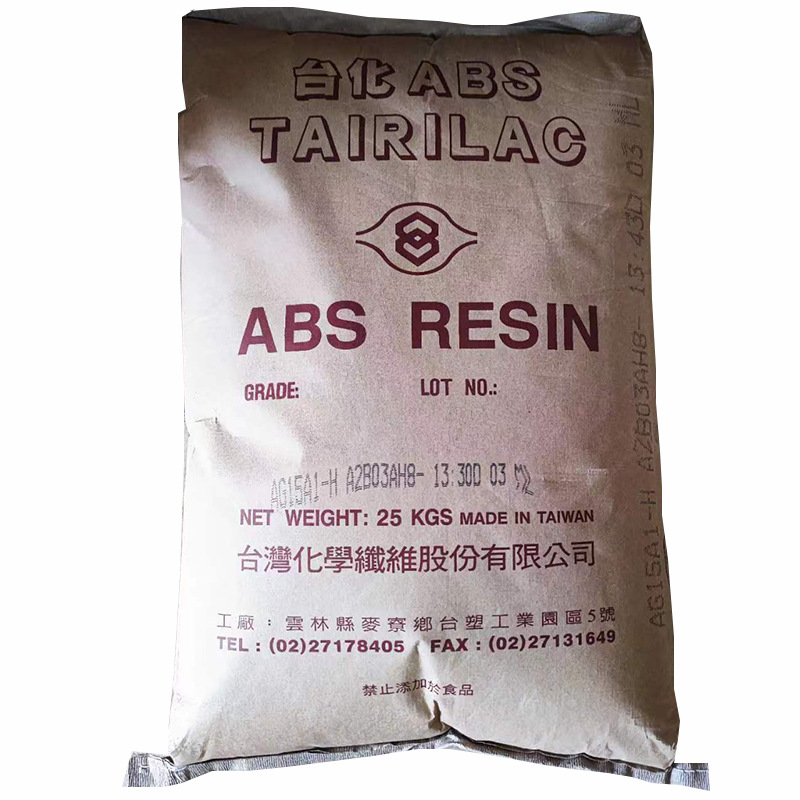 台化 ABS
TAIRILAC
ABS RESIN
GRADE: LOT NO.:
AG15A1-H A2B03AH8- 13:30D 03 ML
NET WEIGHT: 25 KGS MADE IN TAIWAN
台灣化學纖維股份有限公司
工廠：雲林縣麥寮鄉台塑工業園區5號
TEL : (02)27178405 FAX : (02)27131649
禁止添加於食品
AG15A1-H A2B03AH8- 13:43D 03 ML